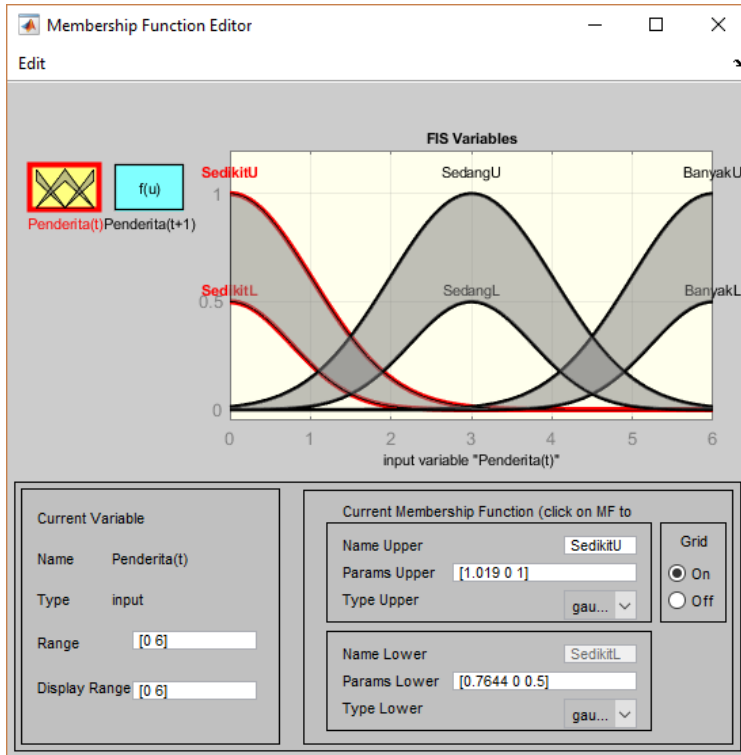 Membership Function Editor
Edit
FIS Variables
SedikitU SedangU BanyakU
f(u)
Penderita(t) Penderita(t+1)
1
SedikitL SedangL BanyakL
0.5
0
0 1 2 3 4 5 6
input variable "Penderita(t)"
Current Variable
Name Penderita(t)
Type input
Range [0 6]
Display Range [0 6]
Current Membership Function (click on MF to
Name Upper SedikitU
Params Upper [1.019 0 1]
Type Upper gau...
Name Lower SedikitL
Params Lower [0.7644 0 0.5]
Type Lower gau...
Grid
On
Off